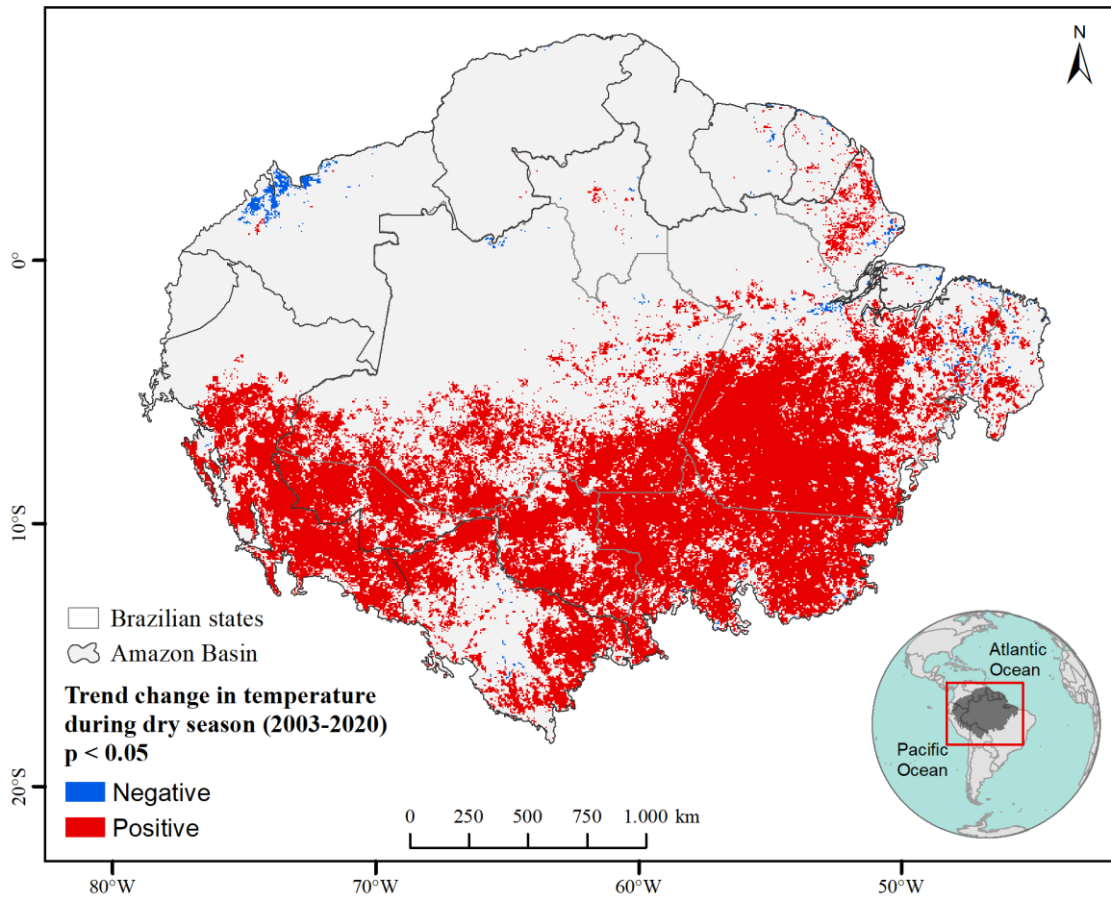 N
0°
10°S
20°S
Brazilian states
Amazon Basin
Trend change in temperature
during dry season (2003-2020)
p < 0.05
Negative
Positive
0 250 500 750 1.000 km
Atlantic
Ocean
Pacific
Ocean
80°W 70°W 60°W 50°W